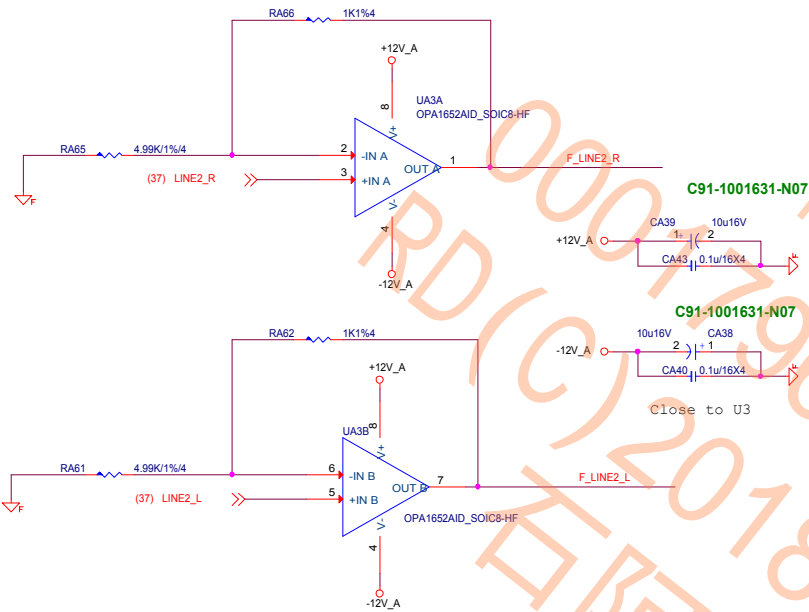 RA66 1K1%4
+12V_A
8
UA3A
OPA1652AID_SOIC8-HF
V+
RA65 4.99K/1%/4
2 -IN A
OUT A 1
F_LINE2_R
(37) LINE2_R
3 +IN A
V-
4
-12V_A
C91-1001631-N07
CA39 10u16V
+12V_A
1 + 2
CA43 0.1u/16X4
F
F
C91-1001631-N07
10u16V CA38
-12V_A
2 + 1
CA40 0.1u/16X4
F
Close to U3
RA62 1K1%4
+12V_A
8
UA3B
V+
RA61 4.99K/1%/4
6 -IN B
OUT B 7
F_LINE2_L
(37) LINE2_L
5 +IN B
OPA1652AID_SOIC8-HF
V-
4
-12V_A
F
RD(C)2018